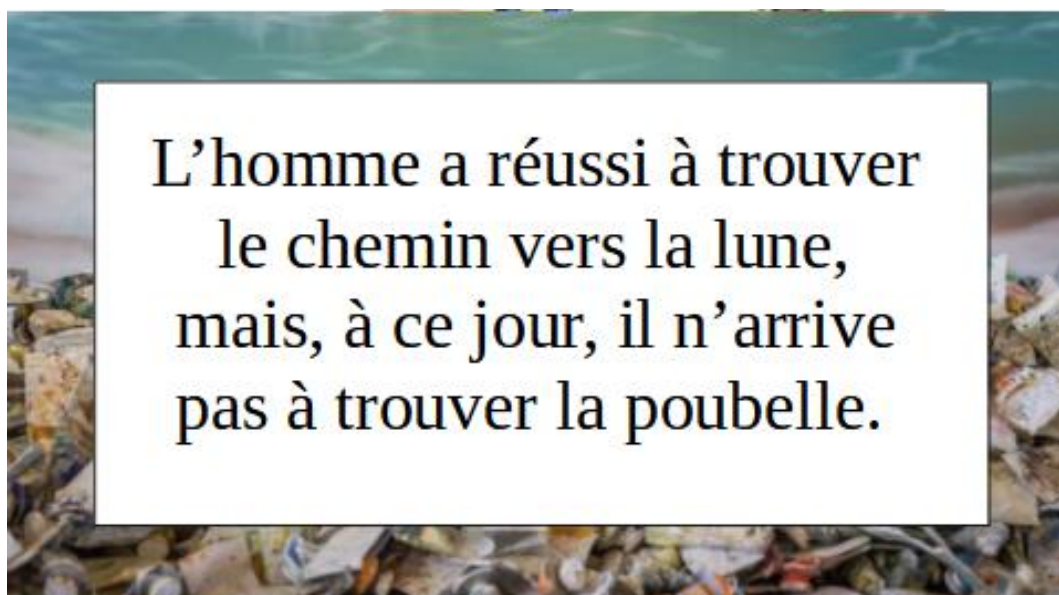 L’homme a réussi à trouver
le chemin vers la lune,
mais, à ce jour, il n’arrive
pas à trouver la poubelle.